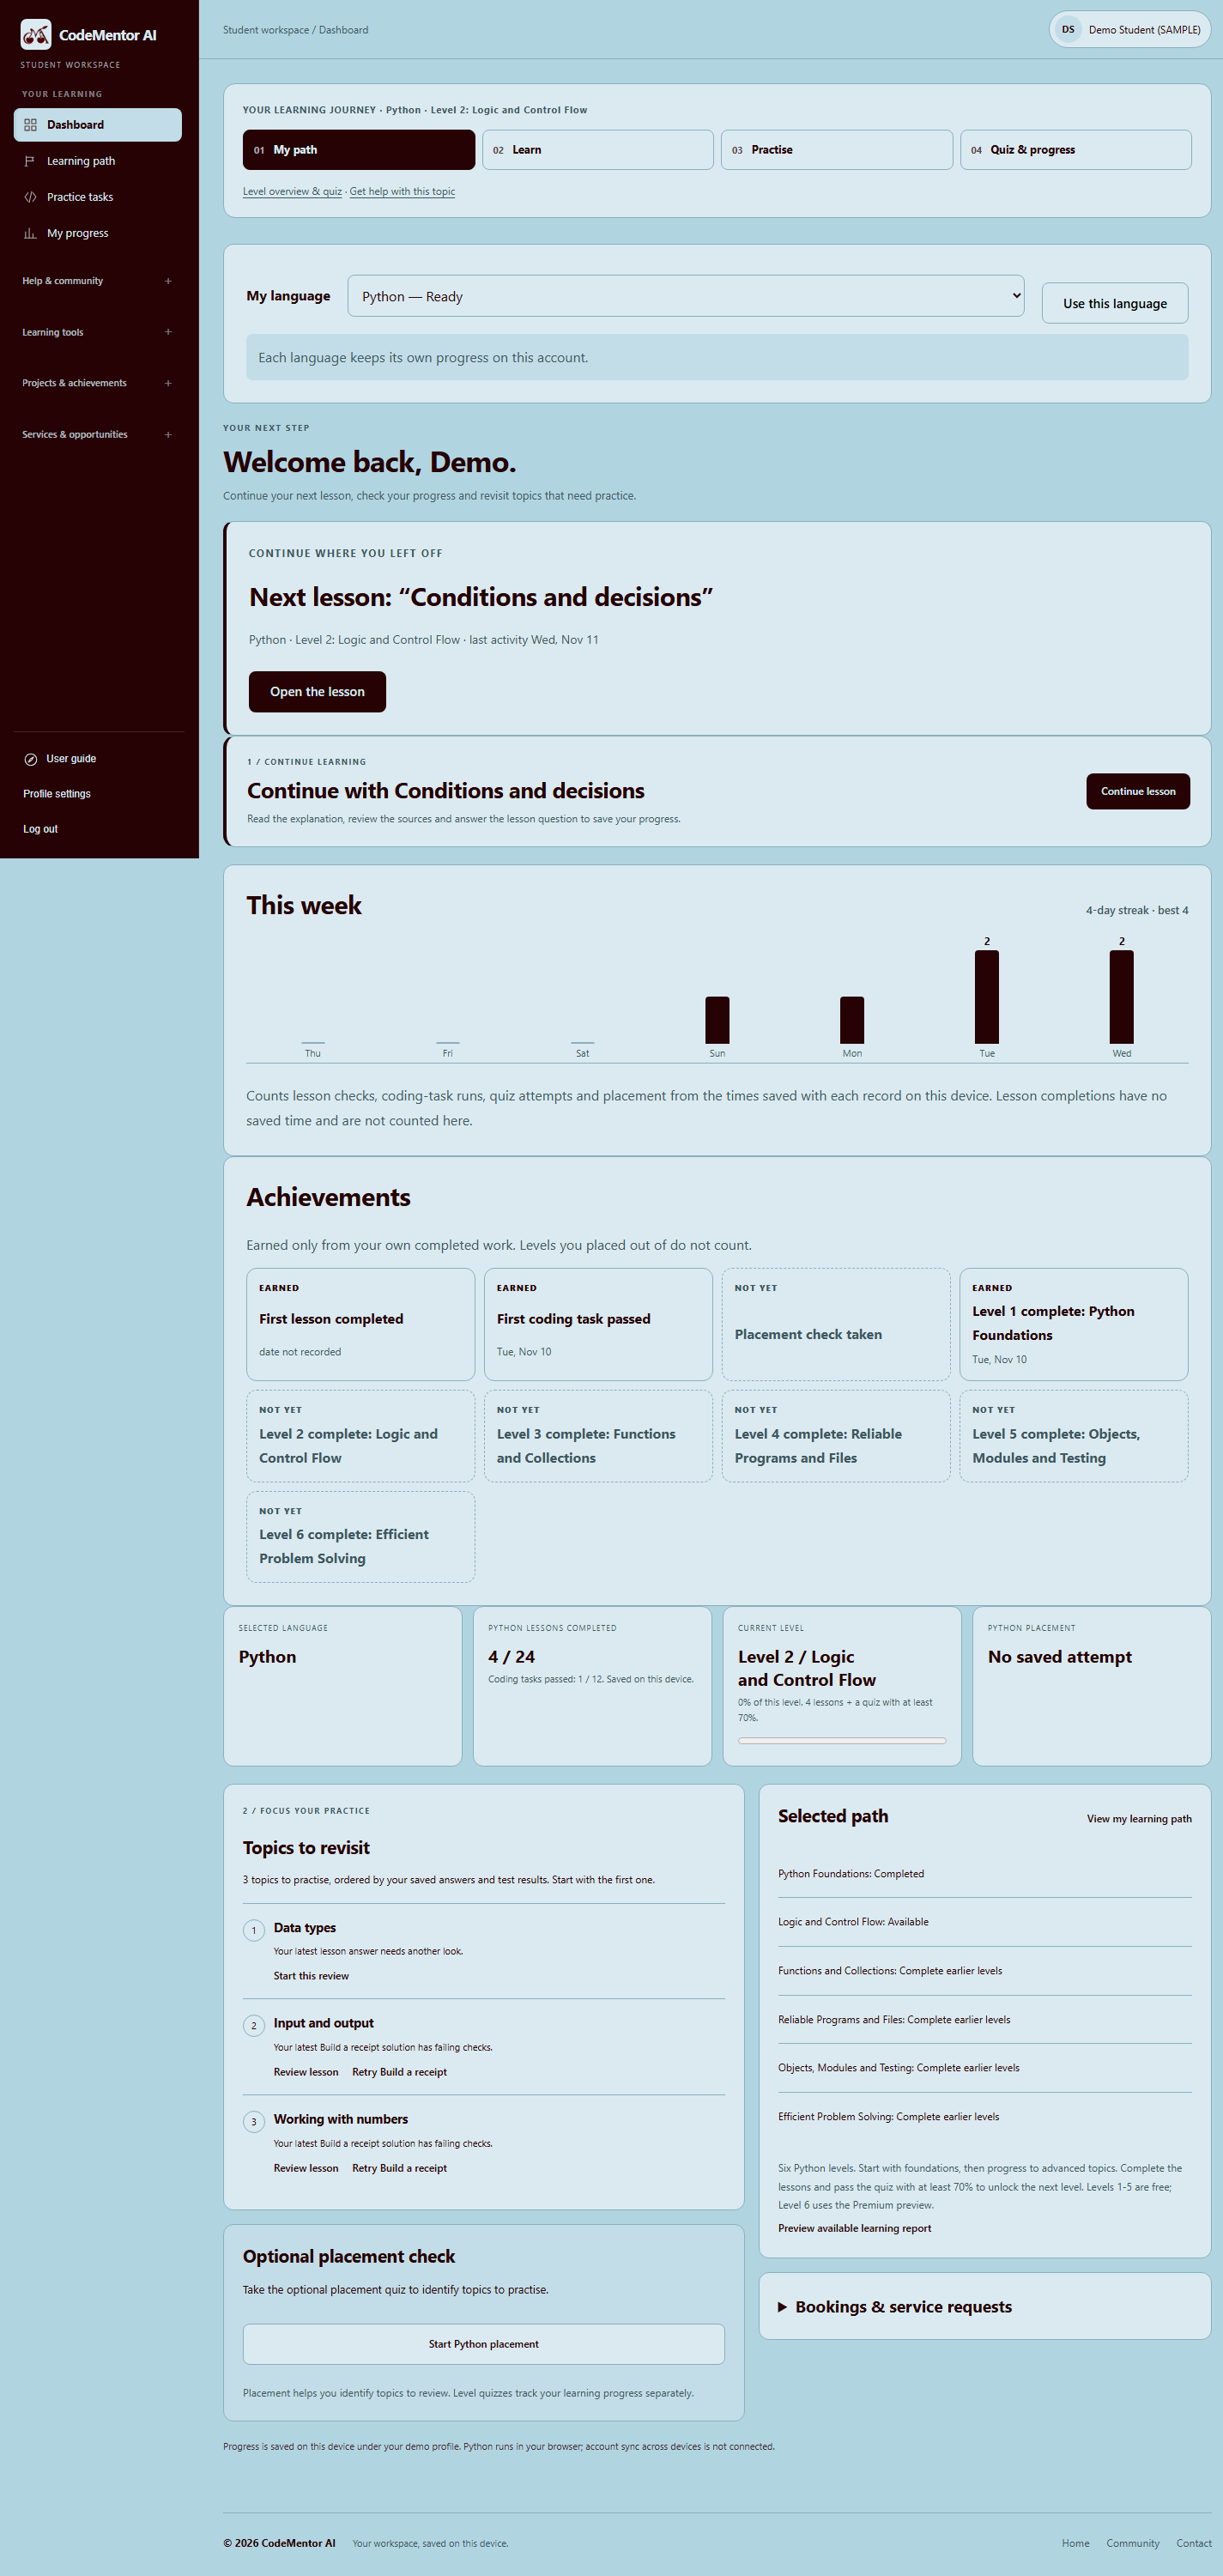 CodeMentor AI
STUDENT WORKSPACE
YOUR LEARNING
Dashboard
Learning path
Practice tasks
My progress
Help & community +
Learning tools +
Projects & achievements +
Services & opportunities +
User guide
Profile settings
Log out
Student workspace / Dashboard
DS Demo Student (SAMPLE)
YOUR LEARNING JOURNEY · Python · Level 2: Logic and Control Flow
01 My path
02 Learn
03 Practise
04 Quiz & progress
Level overview & quiz · Get help with this topic
My language
Python — Ready
Use this language
Each language keeps its own progress on this account.
YOUR NEXT STEP
Welcome back, Demo.
Continue your next lesson, check your progress and revisit topics that need practice.
CONTINUE WHERE YOU LEFT OFF
Next lesson: “Conditions and decisions”
Python · Level 2: Logic and Control Flow · last activity Wed, Nov 11
Open the lesson
1 / CONTINUE LEARNING
Continue with Conditions and decisions
Read the explanation, review the sources and answer the lesson question to save your progress.
Continue lesson
This week
4-day streak · best 4
2 2
Thu Fri Sat Sun Mon Tue Wed
Counts lesson checks, coding-task runs, quiz attempts and placement from the times saved with each record on this device. Lesson completions have no
saved time and are not counted here.
Achievements
Earned only from your own completed work. Levels you placed out of do not count.
EARNED
First lesson completed
date not recorded
EARNED
First coding task passed
Tue, Nov 10
NOT YET
Placement check taken
EARNED
Level 1 complete: Python
Foundations
Tue, Nov 10
NOT YET
Level 2 complete: Logic and
Control Flow
NOT YET
Level 3 complete: Functions
and Collections
NOT YET
Level 4 complete: Reliable
Programs and Files
NOT YET
Level 5 complete: Objects,
Modules and Testing
NOT YET
Level 6 complete: Efficient
Problem Solving
SELECTED LANGUAGE
Python
PYTHON LESSONS COMPLETED
4 / 24
Coding tasks passed: 1 / 12. Saved on this device.
CURRENT LEVEL
Level 2 / Logic
and Control Flow
0% of this level. 4 lessons + a quiz with at least
70%.
PYTHON PLACEMENT
No saved attempt
2 / FOCUS YOUR PRACTICE
Topics to revisit
3 topics to practise, ordered by your saved answers and test results. Start with the first one.
1 Data types
Your latest lesson answer needs another look.
Start this review
2 Input and output
Your latest Build a receipt solution has failing checks.
Review lesson Retry Build a receipt
3 Working with numbers
Your latest Build a receipt solution has failing checks.
Review lesson Retry Build a receipt
Optional placement check
Take the optional placement quiz to identify topics to practise.
Start Python placement
Placement helps you identify topics to review. Level quizzes track your learning progress separately.
Selected path
View my learning path
Python Foundations: Completed
Logic and Control Flow: Available
Functions and Collections: Complete earlier levels
Reliable Programs and Files: Complete earlier levels
Objects, Modules and Testing: Complete earlier levels
Efficient Problem Solving: Complete earlier levels
Six Python levels. Start with foundations, then progress to advanced topics. Complete the
lessons and pass the quiz with at least 70% to unlock the next level. Levels 1-5 are free;
Level 6 uses the Premium preview.
Preview available learning report
Bookings & service requests
Progress is saved on this device under your demo profile. Python runs in your browser; account sync across devices is not connected.
© 2026 CodeMentor AI Your workspace, saved on this device.
Home Community Contact